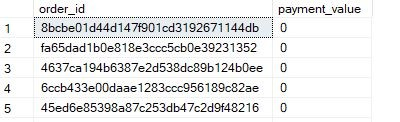 order_id payment_value
1 8bcbe01d44d147f901cd3192671144db 0
2 fa65dad1b0e818e3ccc5cb0e39231352 0
3 4637ca194b6387e2d538dc89b124b0ee 0
4 6ccb433e00daae1283ccc956189c82ae 0
5 45ed6e85398a87c253db47c2d9f48216 0